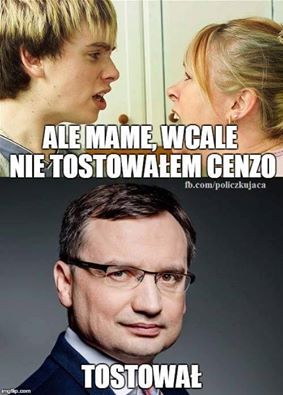 ALE MAME, WCALE
NIE TOSTOWAŁEM CENZO
fb.com/policzkujaca
TOSTOWAŁ
imgflip.com